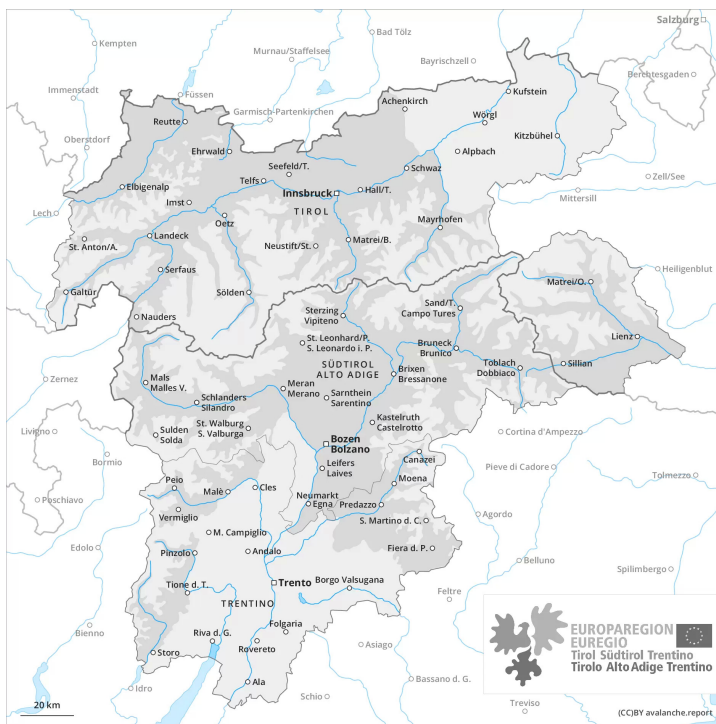 Salzburg
Kempten
Bad Tölz
Murnau/Staffelsee
Bayrischzell
Berchtesgaden
Immenstadt
Füssen
Kufstein
Achenkirch
Garmisch-Partenkirchen
Reutte
Wörgl
Oberstdorf
Kitzbühel
Ehrwald
Alpbach
Seefeld/T.
Schwaz
Telfs
Zell/See
Elbigenalp
Innsbruck
Hall/T.
Mittersill
Imst
TIROL
Lech
Oetz
Mayrhofen
Landeck
Matrei/B.
St. Anton/A.
Neustift/St.
Serfaus
Heiligenblut
Matrei/O.
Galtür
Sölden
Sand/T.
Campo Tures
Sterzing
Vipiteno
Nauders
Lienz
St. Leonhard/P.
S. Leonardo i. P.
Bruneck
Brunico
Toblach
Dobbiaco
Sillian
SÜDTIROL
ALTO ADIGE
Brixen
Bressanone
Zernez
Mals
Malles V.
Meran
Merano
Sarnthein
Sarentino
Schlanders
Silandro
St. Walburg
S. Valburga
Kastelruth
Castelrotto
Livigno
Sulden
Solda
Cortina d'Ampezzo
Bozen
Bolzano
Canazei
Bormio
Leifers
Laives
Pieve di Cadore
Moena
Tolmezzo
Peio
Malè
Cles
Neumarkt
Egna
Predazzo
Poschiavo
Vermiglio
S. Martino d. C.
Agordo
M. Campiglio
Edolo
Pinzolo
Andalo
Fiera d. P.
Belluno
Spilimbergo
Tione d. T.
Trento
Borgo Valsugana
Feltre
TRENTINO
Folgaria
Bienno
Riva d. G.
Rovereto
Asiago
Storo
Ala
Idro
Bassano d. G.
Schio
Treviso
EUROPAREGION
EUREGIO
Tirol Südtirol Trentino
Tirolo Alto Adige Trentino
20 km
(CC)BY avalanche.report